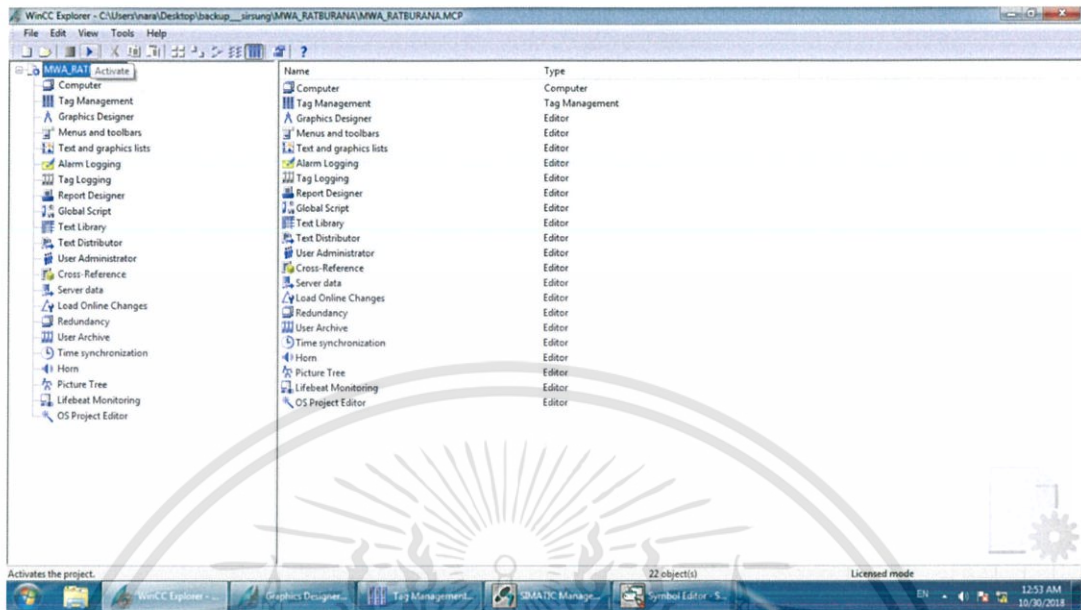 WinCC Explorer - C:\Users\nara\Desktop\backup__sirsung\MWA_RATBURANA\MWA_RATBURANA.MCP
File Edit View Tools Help
MWA_RAT Activate
Computer
Tag Management
Graphics Designer
Menus and toolbars
Text and graphics lists
Alarm Logging
Tag Logging
Report Designer
Global Script
Text Library
Text Distributor
User Administrator
Cross-Reference
Server data
Load Online Changes
Redundancy
User Archive
Time synchronization
Horn
Picture Tree
Lifebeat Monitoring
OS Project Editor
Name Type
Computer Computer
Tag Management Tag Management
Graphics Designer Editor
Menus and toolbars Editor
Text and graphics lists Editor
Alarm Logging Editor
Tag Logging Editor
Report Designer Editor
Global Script Editor
Text Library Editor
Text Distributor Editor
User Administrator Editor
Cross-Reference Editor
Server data Editor
Load Online Changes Editor
Redundancy Editor
User Archive Editor
Time synchronization Editor
Horn Editor
Picture Tree Editor
Lifebeat Monitoring Editor
OS Project Editor Editor
Activates the project. 22 object(s) Licensed mode
WinCC Explorer - ... Graphics Designer... Tag Management... SIMATIC Manage... Symbol Editor - S... EN 12:53 AM
10/30/2018